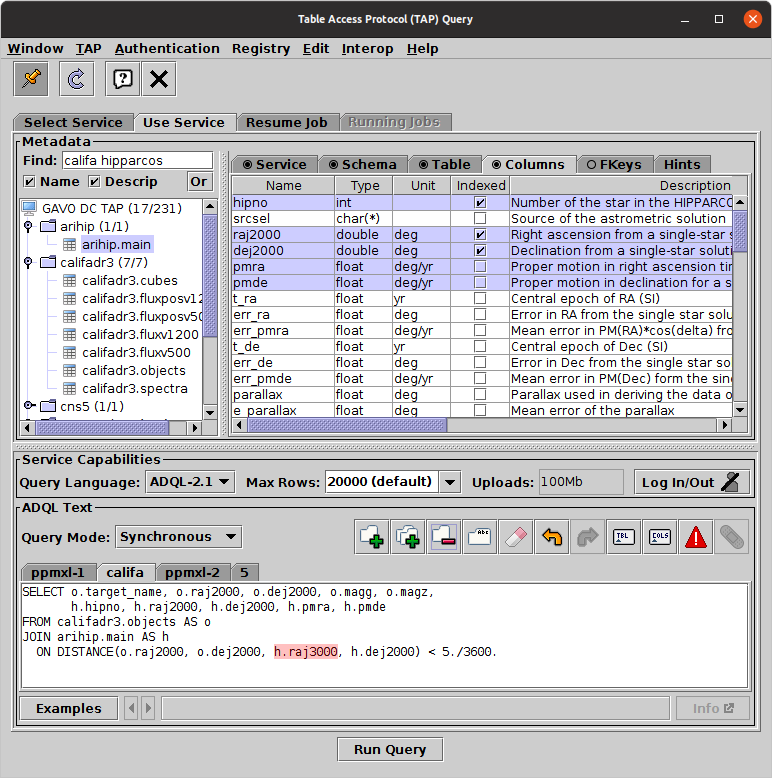 Table Access Protocol (TAP) Query
Window TAP Authentication Registry Edit Interop Help
Select Service Use Service Resume Job Running Jobs
Metadata
Find: califa hipparcos
Name Descrip Or
GAVO DC TAP (17/231)
arihip (1/1)
arihip.main
califadr3 (7/7)
califadr3.cubes
califadr3.fluxposv12
califadr3.fluxposv50
califadr3.fluxv1200
califadr3.fluxv500
califadr3.objects
califadr3.spectra
cns5 (1/1)
Service Schema Table Columns FKeys Hints
Name Type Unit Indexed Description
hipno int Number of the star in the HIPPARCO
srcsel char(*) Source of the astrometric solution
raj2000 double deg Right ascension from a single-star s
dej2000 double deg Declination from a single-star soluti
pmra float deg/yr Proper motion in right ascension tin
pmde float deg/yr Proper motion in declination for a s
t_ra float yr Central epoch of RA (SI)
err_ra float deg Error in RA from the single star solu
err_pmra float deg/yr Mean error in PM(RA)*cos(delta) fro
t_de float yr Central epoch of Dec (SI)
err_de float deg Error in Dec from the single star so
err_pmde float deg/yr Mean error in PM(Dec) form the sin
parallax float deg Parallax used in deriving the data o
e_parallax float deg Mean error of the parallax
Service Capabilities
Query Language: ADQL-2.1 Max Rows: 20000 (default) Uploads: 100Mb Log In/Out
ADQL Text
Query Mode: Synchronous Abc TBL COLS
ppmxl-1 califa ppmxl-2 5
SELECT o.target_name, o.raj2000, o.dej2000, o.magg, o.magz,
h.hipno, h.raj2000, h.dej2000, h.pmra, h.pmde
FROM califadr3.objects AS o
JOIN arihip.main AS h
ON DISTANCE(o.raj2000, o.dej2000, h.raj3000, h.dej2000) < 5./3600.
Examples Info
Run Query